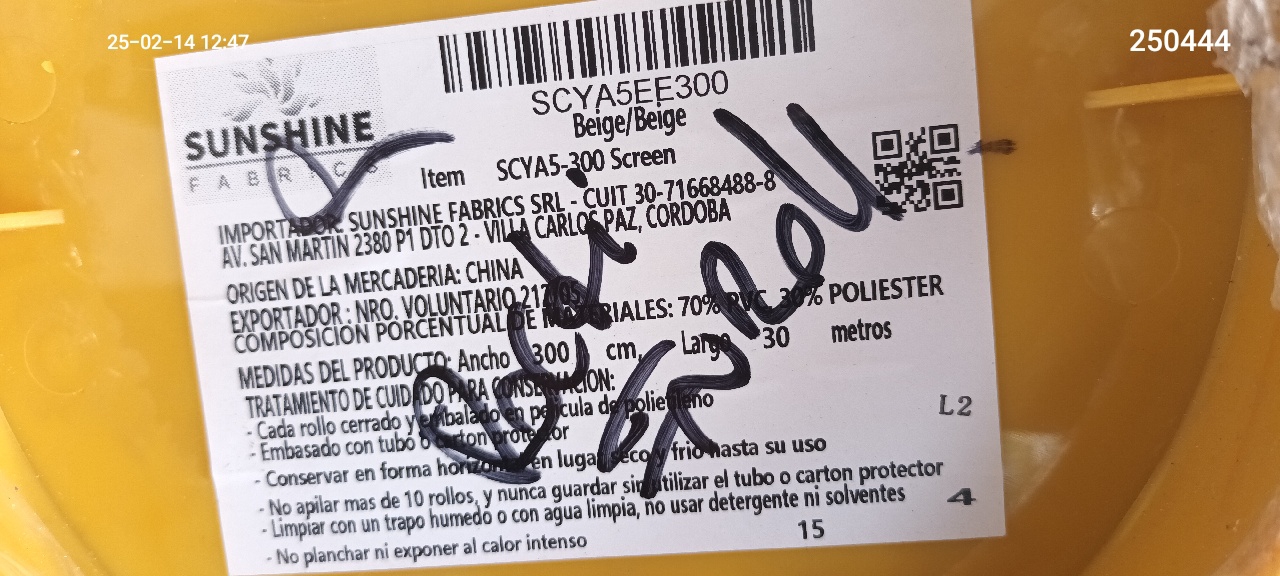 25-02-14 12:47
250444
SCYA5EE300
Beige/Beige
SUNSHINE
FABRICS
Item SCYA5-300 Screen
IMPORTADOR: SUNSHINE FABRICS SRL - CUIT 30-71668488-8
AV. SAN MARTIN 2380 P1 DTO 2 - VILLA CARLOS PAZ, CORDOBA
ORIGEN DE LA MERCADERIA: CHINA
EXPORTADOR: NRO. VOLUNTARIO
COMPOSICIÓN PORCENTUAL DE MATERIALES: 70% PVC, 30% POLIESTER
MEDIDAS DEL PRODUCTO: Ancho 300 cm, Largo 30 metros
TRATAMIENTO DE CUIDADO PARA CONSERVACION:
- Cada rollo cerrado y embalado en pelicula de polietileno
- Embasado con tubo o carton protector
L2
- Conservar en forma horizontal en lugar seco y frio hasta su uso
- No apilar mas de 10 rollos, y nunca guardar sin utilizar el tubo o carton protector
- Limpiar con un trapo humedo o con agua limpia, no usar detergente ni solventes
4
- No planchar ni exponer al calor intenso
15